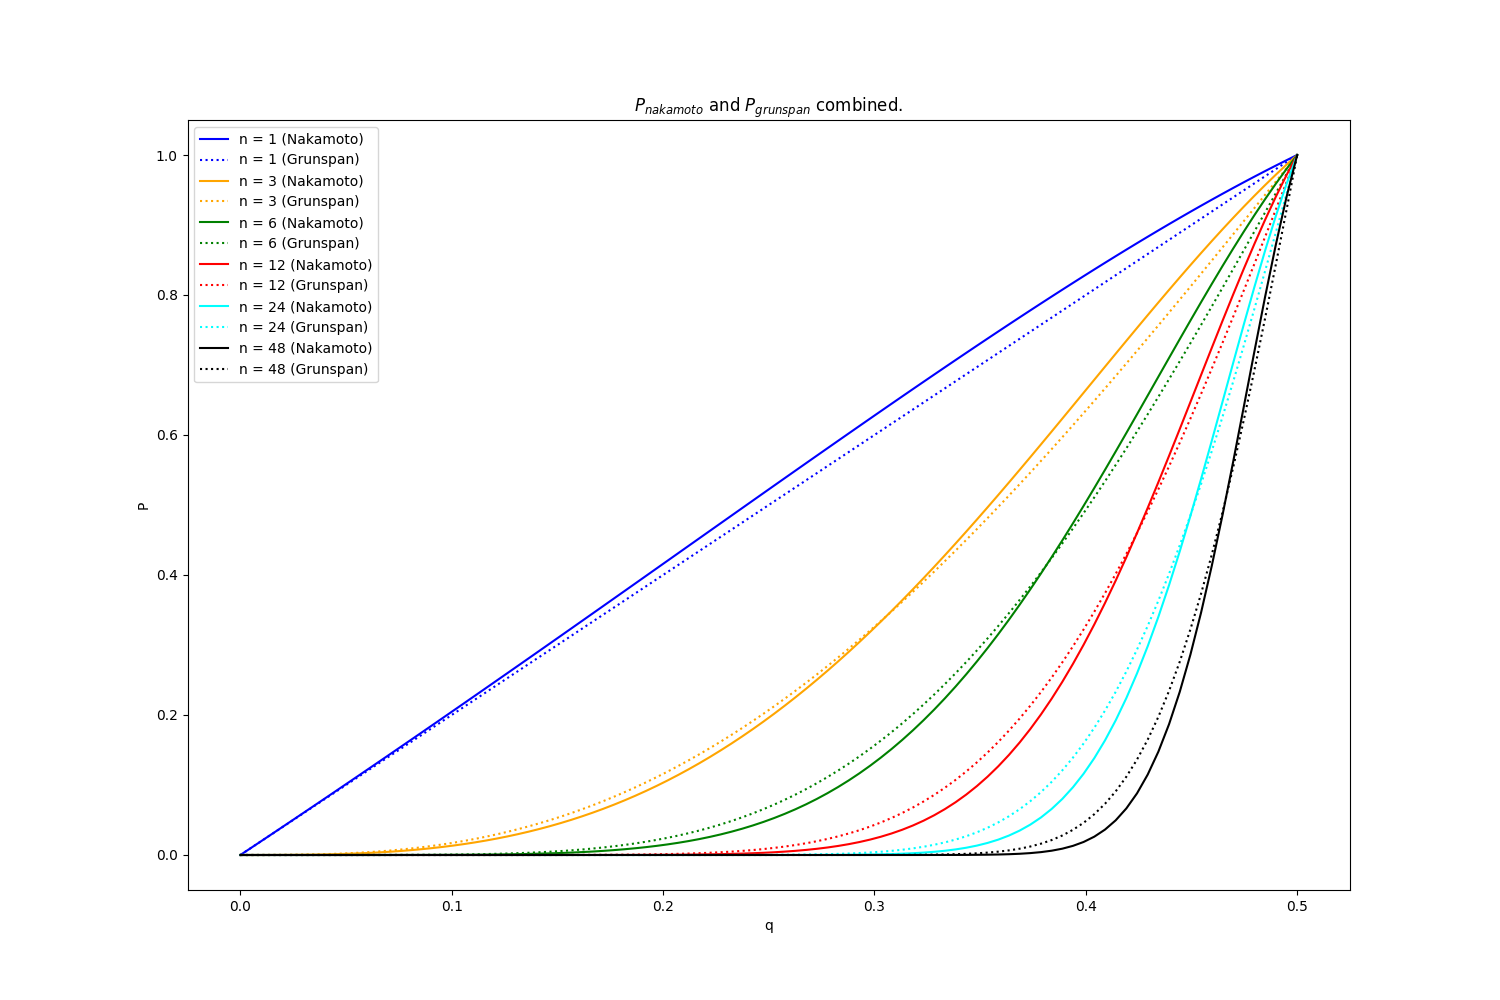 P_nakamoto and P_grunspan combined.
n = 1 (Nakamoto)
n = 1 (Grunspan)
n = 3 (Nakamoto)
n = 3 (Grunspan)
n = 6 (Nakamoto)
n = 6 (Grunspan)
n = 12 (Nakamoto)
n = 12 (Grunspan)
n = 24 (Nakamoto)
n = 24 (Grunspan)
n = 48 (Nakamoto)
n = 48 (Grunspan)
1.0
0.8
0.6
0.4
0.2
0.0
P
0.0 0.1 0.2 0.3 0.4 0.5
q